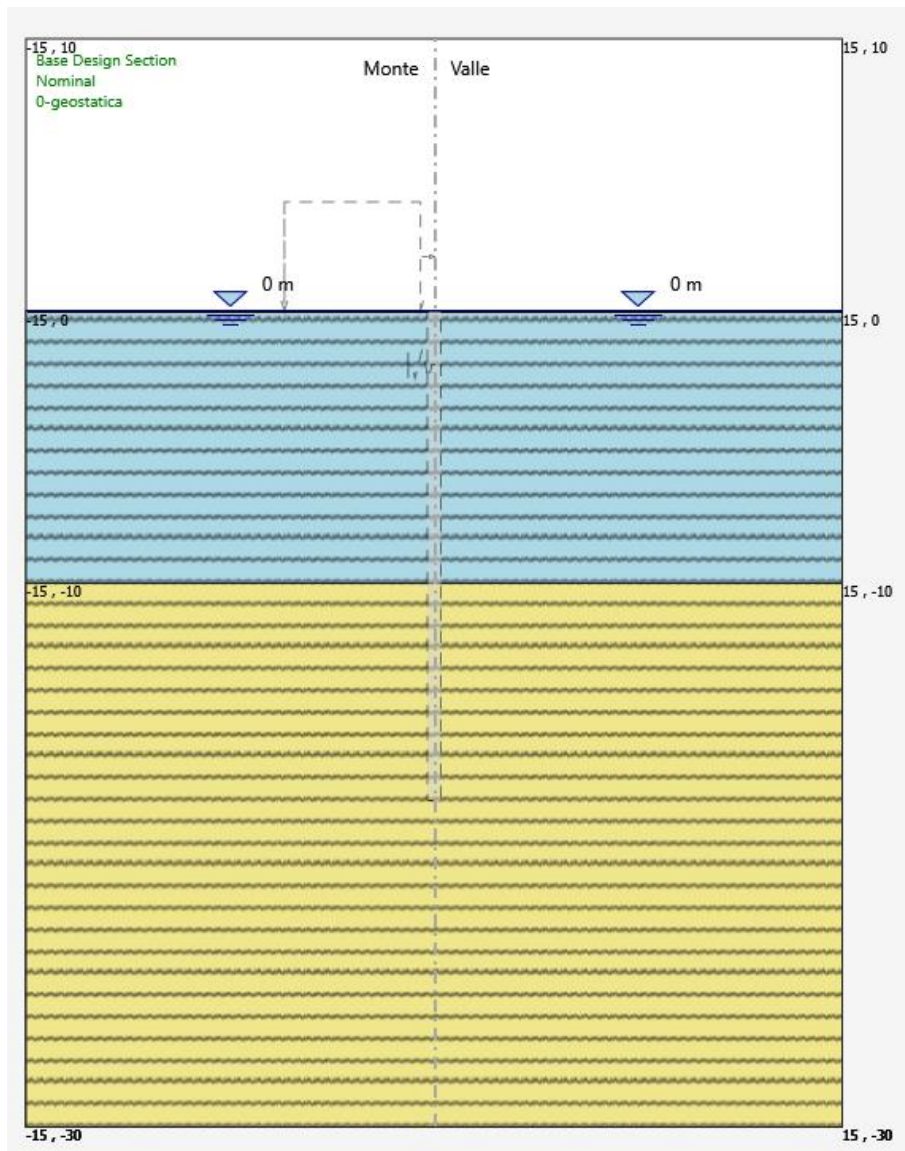 -15 , 10
15 , 10
Base Design Section
Nominal
0-geostatica
Monte
Valle
0 m
0 m
-15 , 0
15 , 0
-15 , -10
15 , -10
-15 , -30
15 , -30